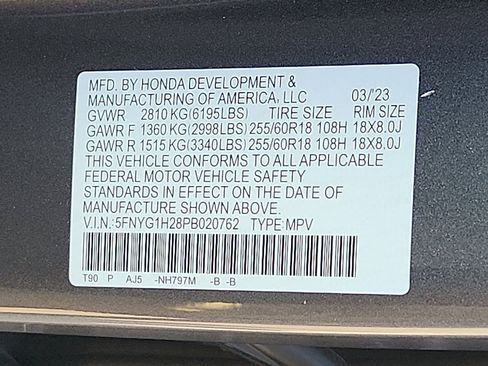 MFD. BY HONDA DEVELOPMENT &
MANUFACTURING OF AMERICA, LLC 03/'23
GVWR 2810 KG(6195LBS) TIRE SIZE RIM SIZE
GAWR F 1360 KG(2998LBS) 255/60R18 108H 18X8.0J
GAWR R 1515 KG(3340LBS) 255/60R18 108H 18X8.0J
THIS VEHICLE CONFORMS TO ALL APPLICABLE
FEDERAL MOTOR VEHICLE SAFETY
STANDARDS IN EFFECT ON THE DATE OF
MANUFACTURE SHOWN ABOVE.
V.I.N.:5FNYG1H28PB020762 TYPE:MPV
T90 P AJ5 -NH797M -B -B